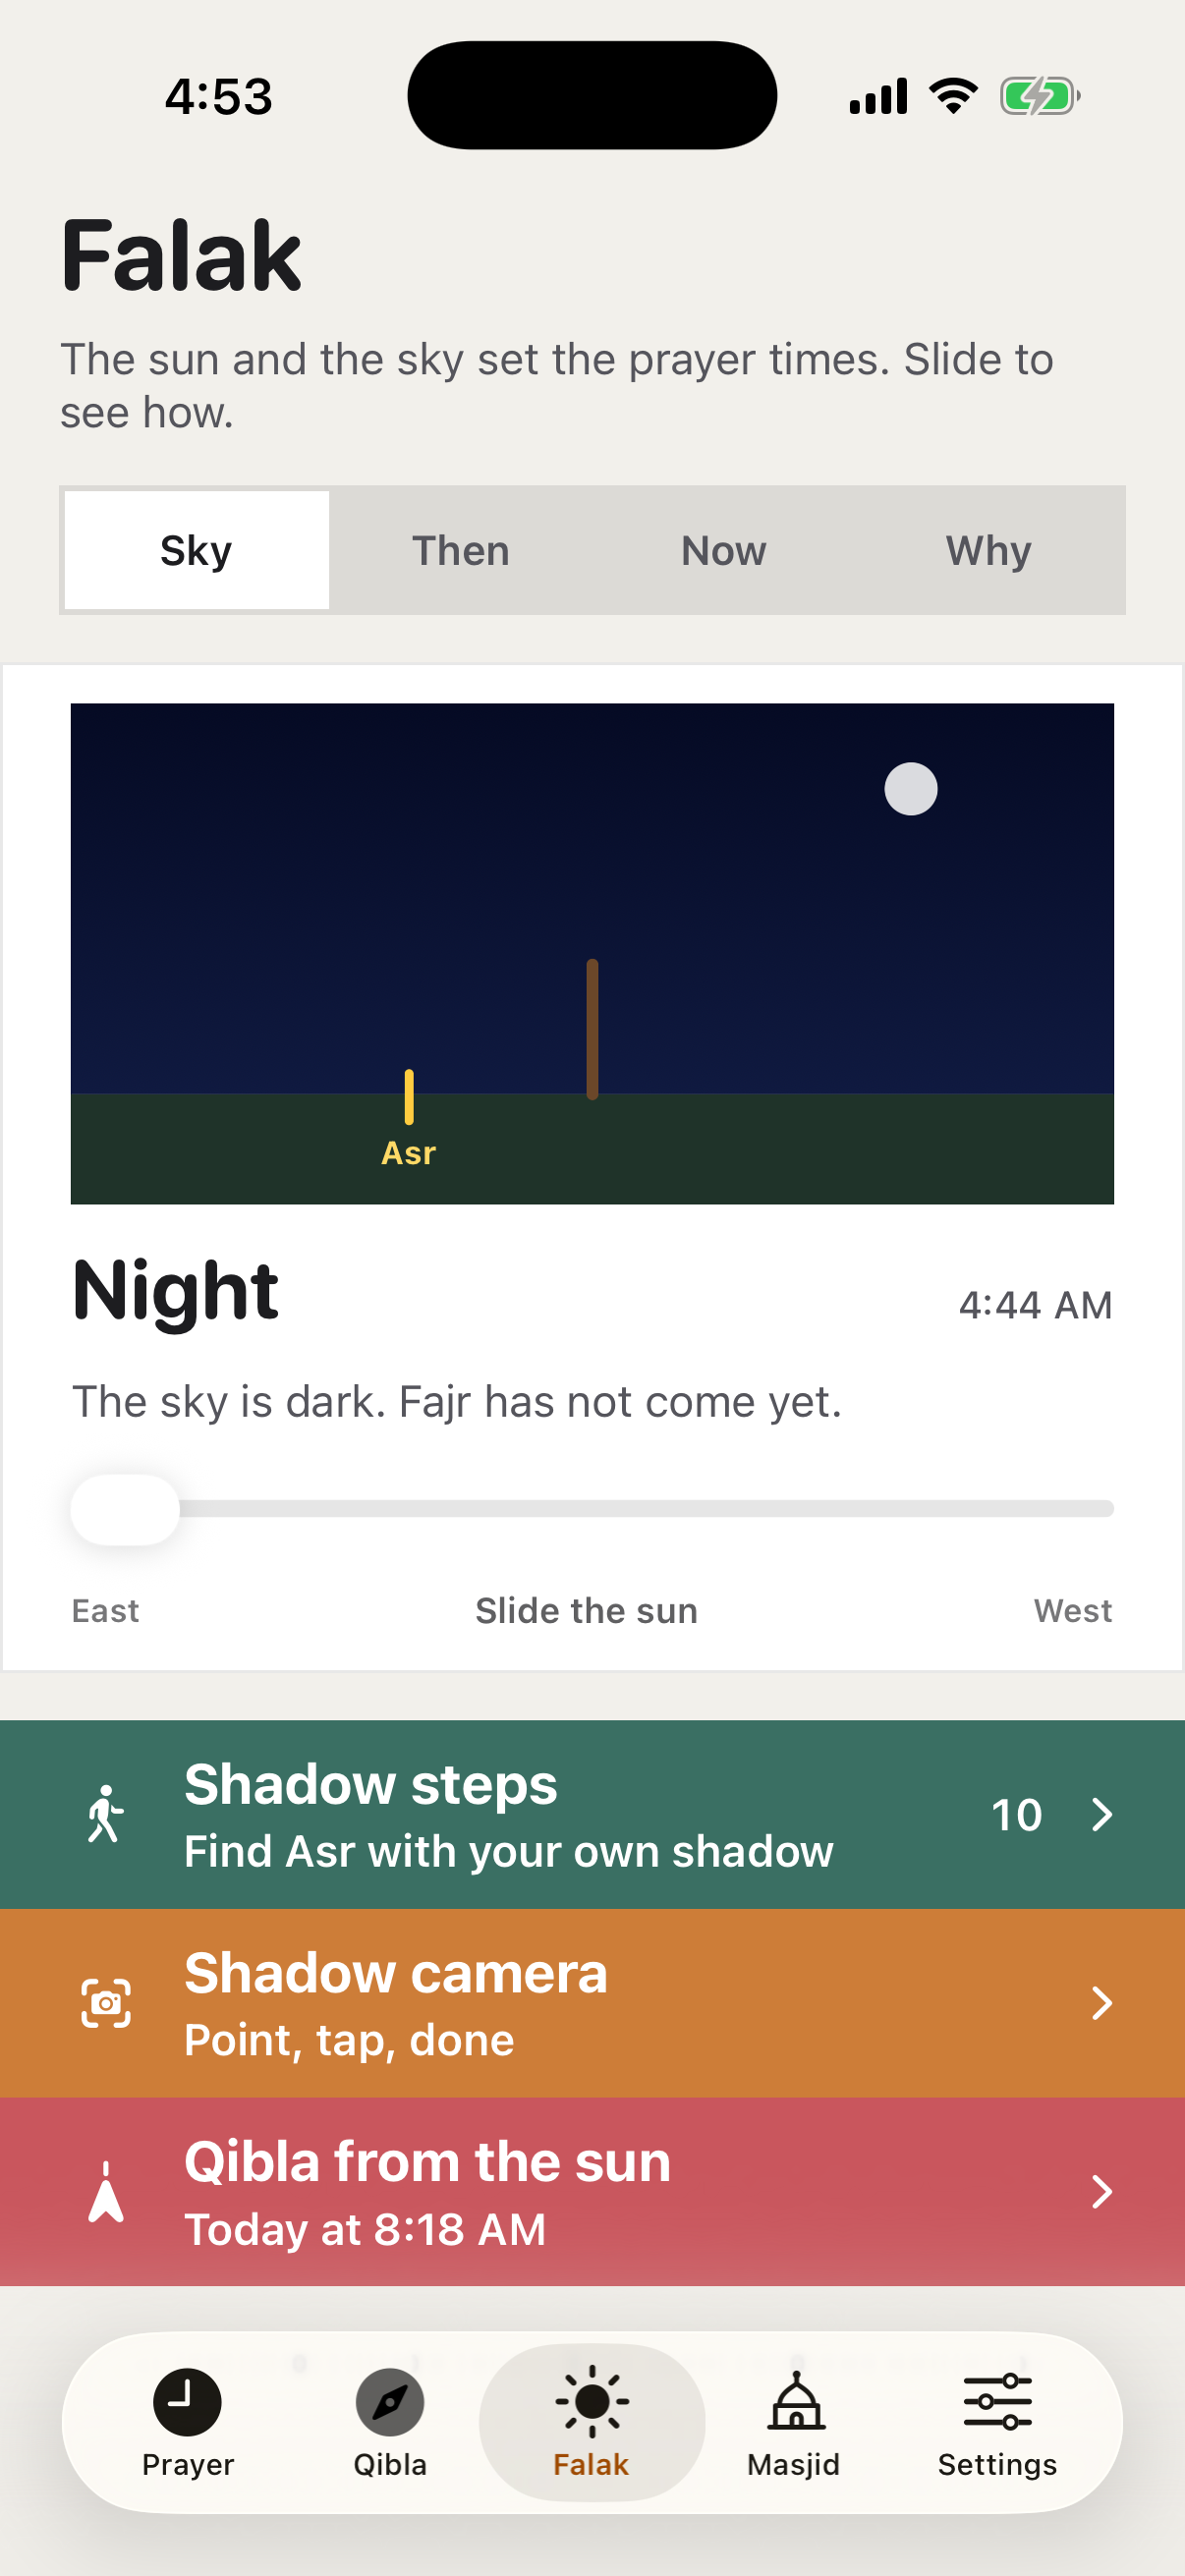 4:53
Falak
The sun and the sky set the prayer times. Slide to
see how.
Sky
Then
Now
Why
Asr
Night
4:44 AM
The sky is dark. Fajr has not come yet.
East
Slide the sun
West
Shadow steps
10
Find Asr with your own shadow
Shadow camera
Point, tap, done
Qibla from the sun
Today at 8:18 AM
Prayer
Qibla
Falak
Masjid
Settings